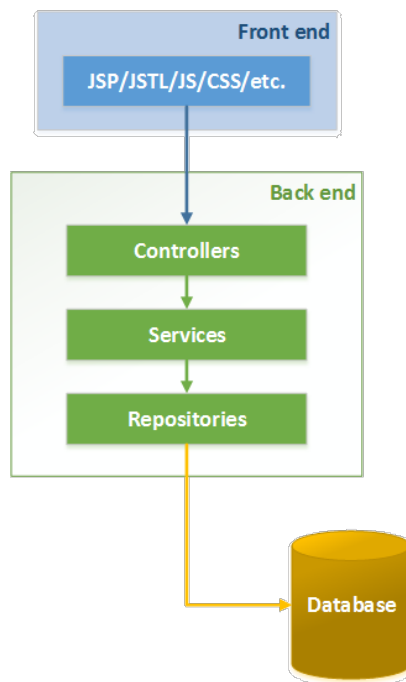 Front end
JSP/JSTL/JS/CSS/etc.
Back end
Controllers
Services
Repositories
Database